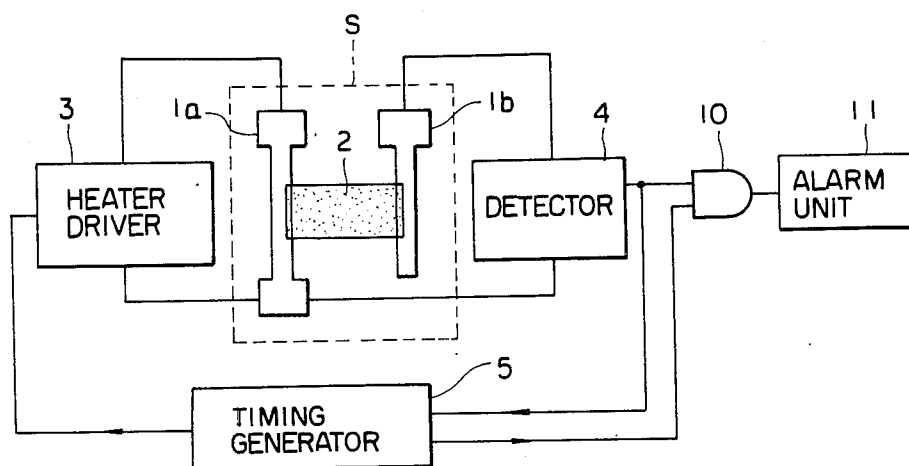 S
1a
1b
3
2
4
10
11
HEATER
DRIVER
DETECTOR
ALARM
UNIT
5
TIMING
GENERATOR